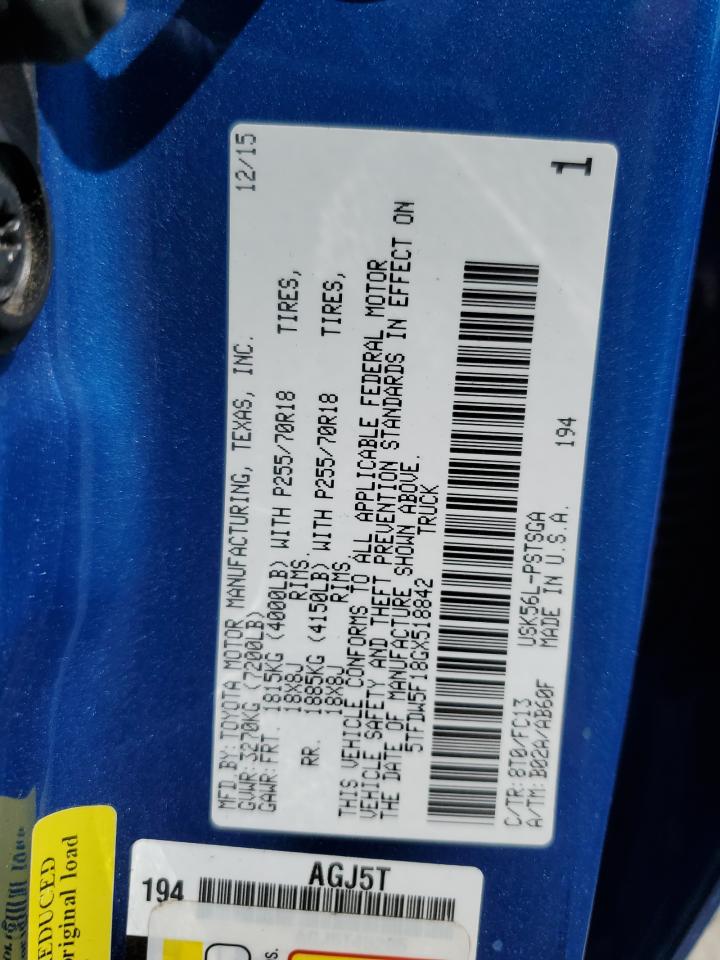 MFD. BY: TOYOTA MOTOR MANUFACTURING, TEXAS, INC. 12/15
GVWR: 3270KG (7200LB)
GAWR: FRT. 1815KG (4000LB) WITH P255/70R18 TIRES,
18X8J RIMS.
RR. 1885KG (4150LB) WITH P255/70R18 TIRES,
18X8J RIMS.
THIS VEHICLE CONFORMS TO ALL APPLICABLE FEDERAL MOTOR
VEHICLE SAFETY AND THEFT PREVENTION STANDARDS IN EFFECT ON
THE DATE OF MANUFACTURE SHOWN ABOVE.
5TFDW5F18GX518842 TRUCK
C/TR: 8T0/FC13 USK56L-PSTSGA 194
A/TM: B02A/AB60F MADE IN U.S.A.
1
AGJ5T
194
EDUCED
original load